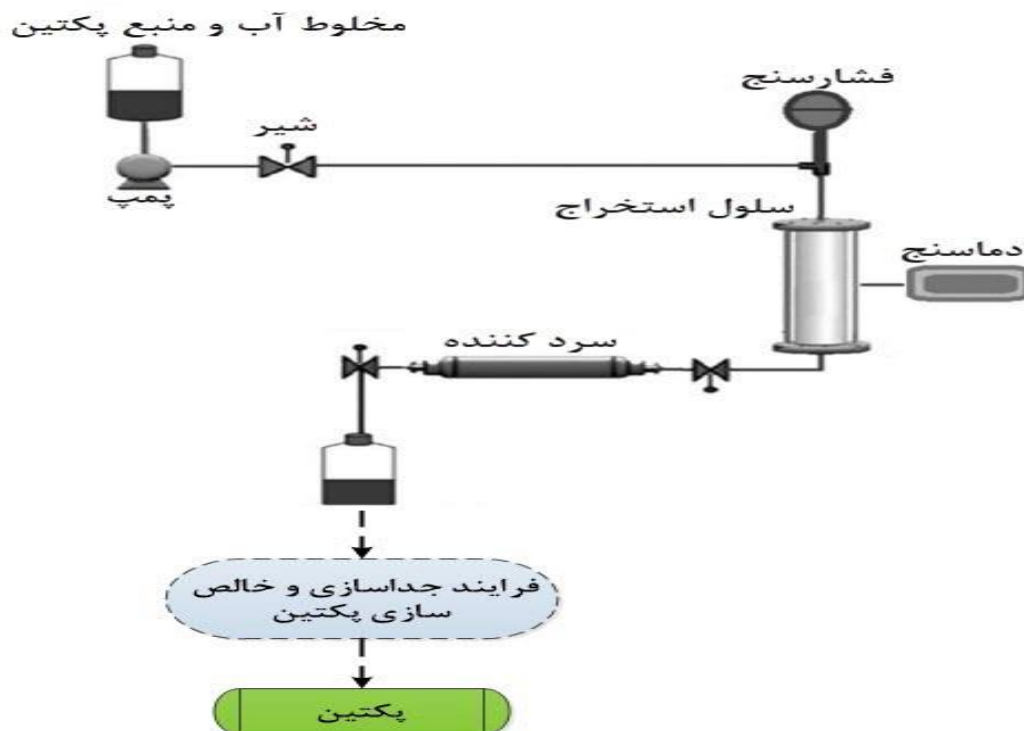 مخلوط آب و منبع پکتین
فشارسنج
شیر
پمپ
سلول استخراج
دماسنج
سرد کننده
فرایند جداسازی و خالص
سازی پکتین
پکتین